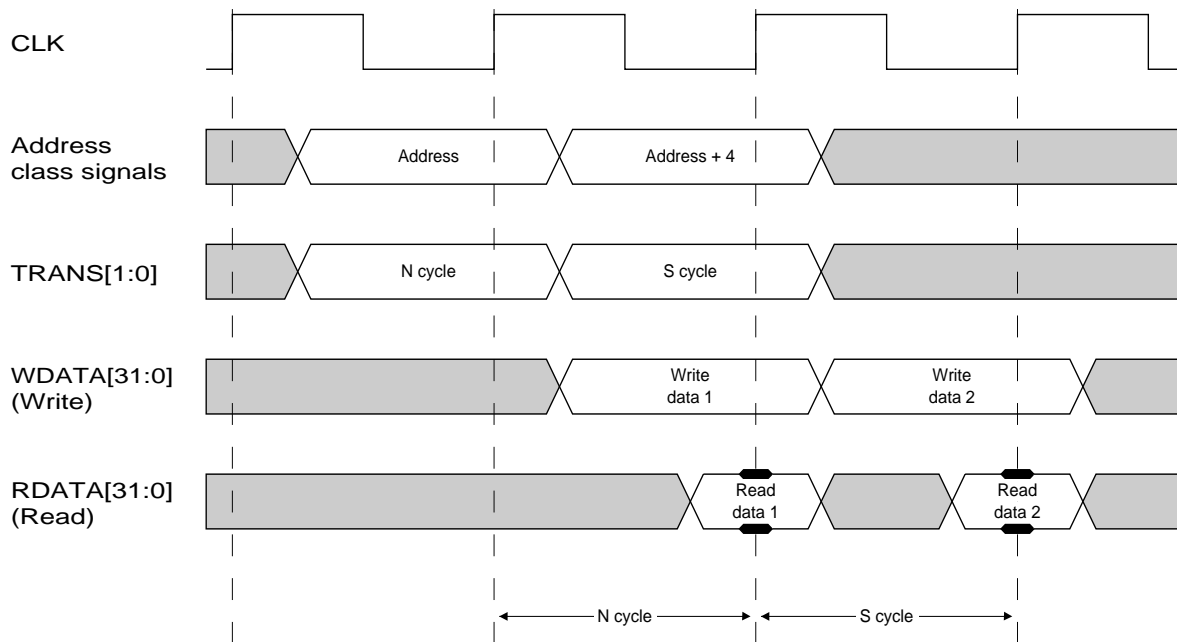 CLK
Address
class signals
Address
Address + 4
TRANS[1:0]
N cycle
S cycle
WDATA[31:0]
(Write)
Write
data 1
Write
data 2
RDATA[31:0]
(Read)
Read
data 1
Read
data 2
N cycle
S cycle